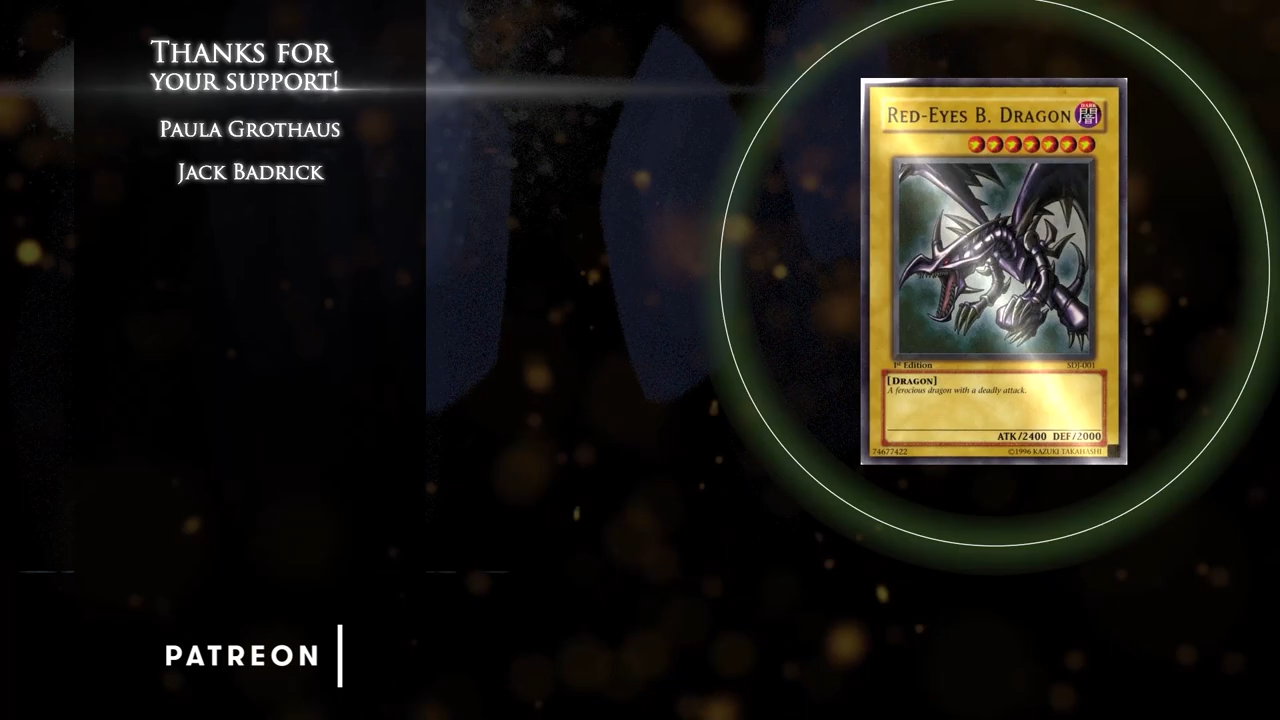 THANKS FOR
YOUR SUPPORT!
PAULA GROTHAUS
JACK BADRICK
PATREON
RED-EYES B. DRAGON
DARK
闇
1st Edition
SDJ-001
[DRAGON]
A ferocious dragon with a deadly attack.
ATK/2400 DEF/2000
74677422
©1996 KAZUKI TAKAHASHI